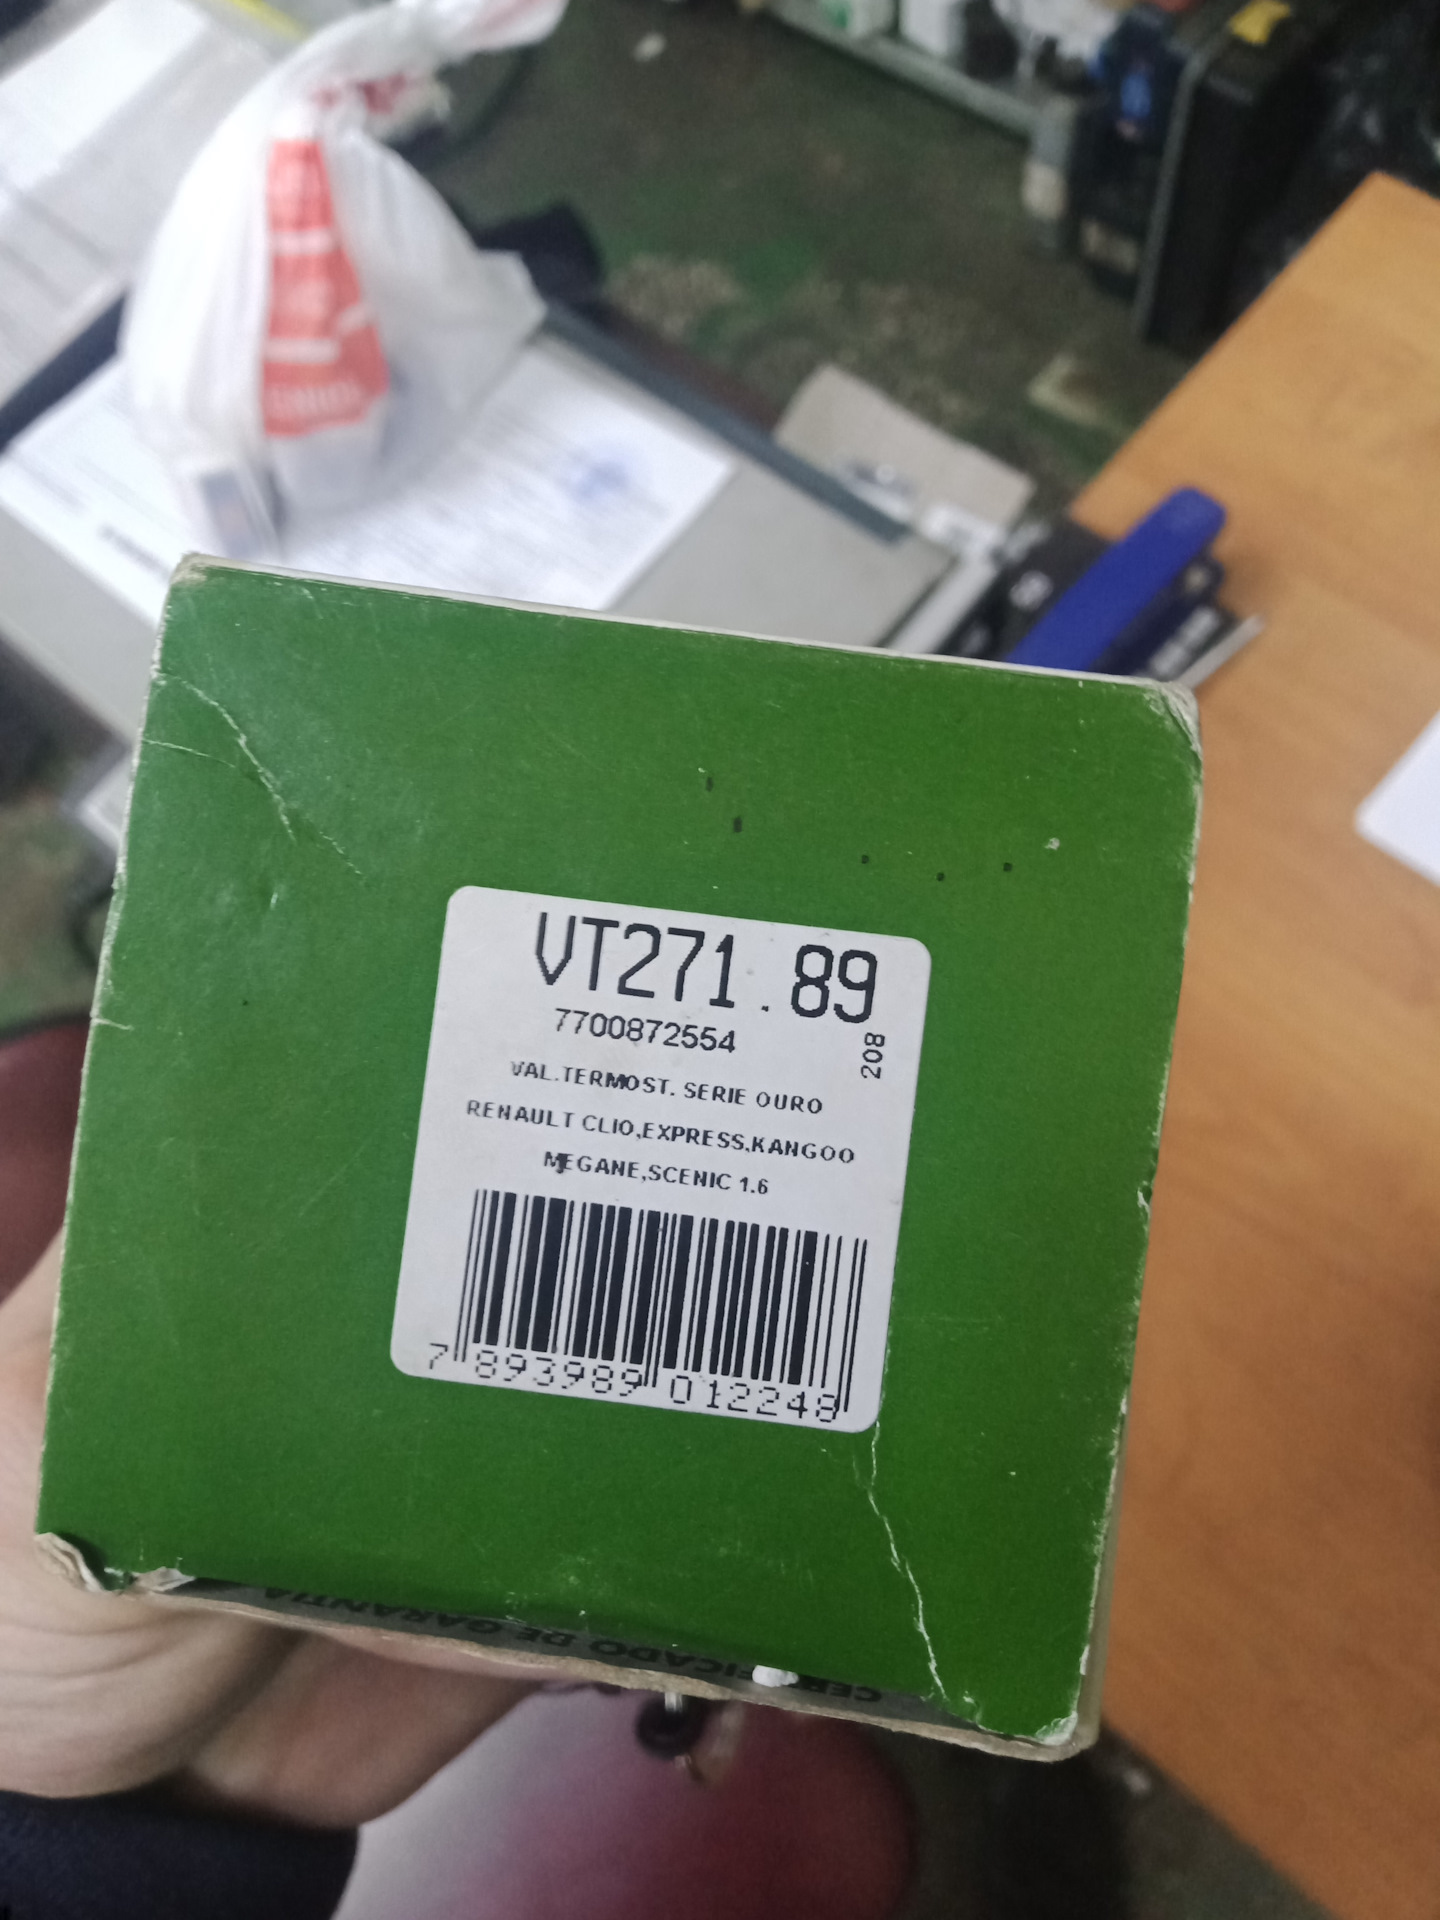 VT271.89
7700872554
208
VAL.TERMOST. SERIE OURO
RENAULT CLIO,EXPRESS,KANGOO
MEGANE,SCENIC 1.6
7 893989 012248
DE GARANTIA